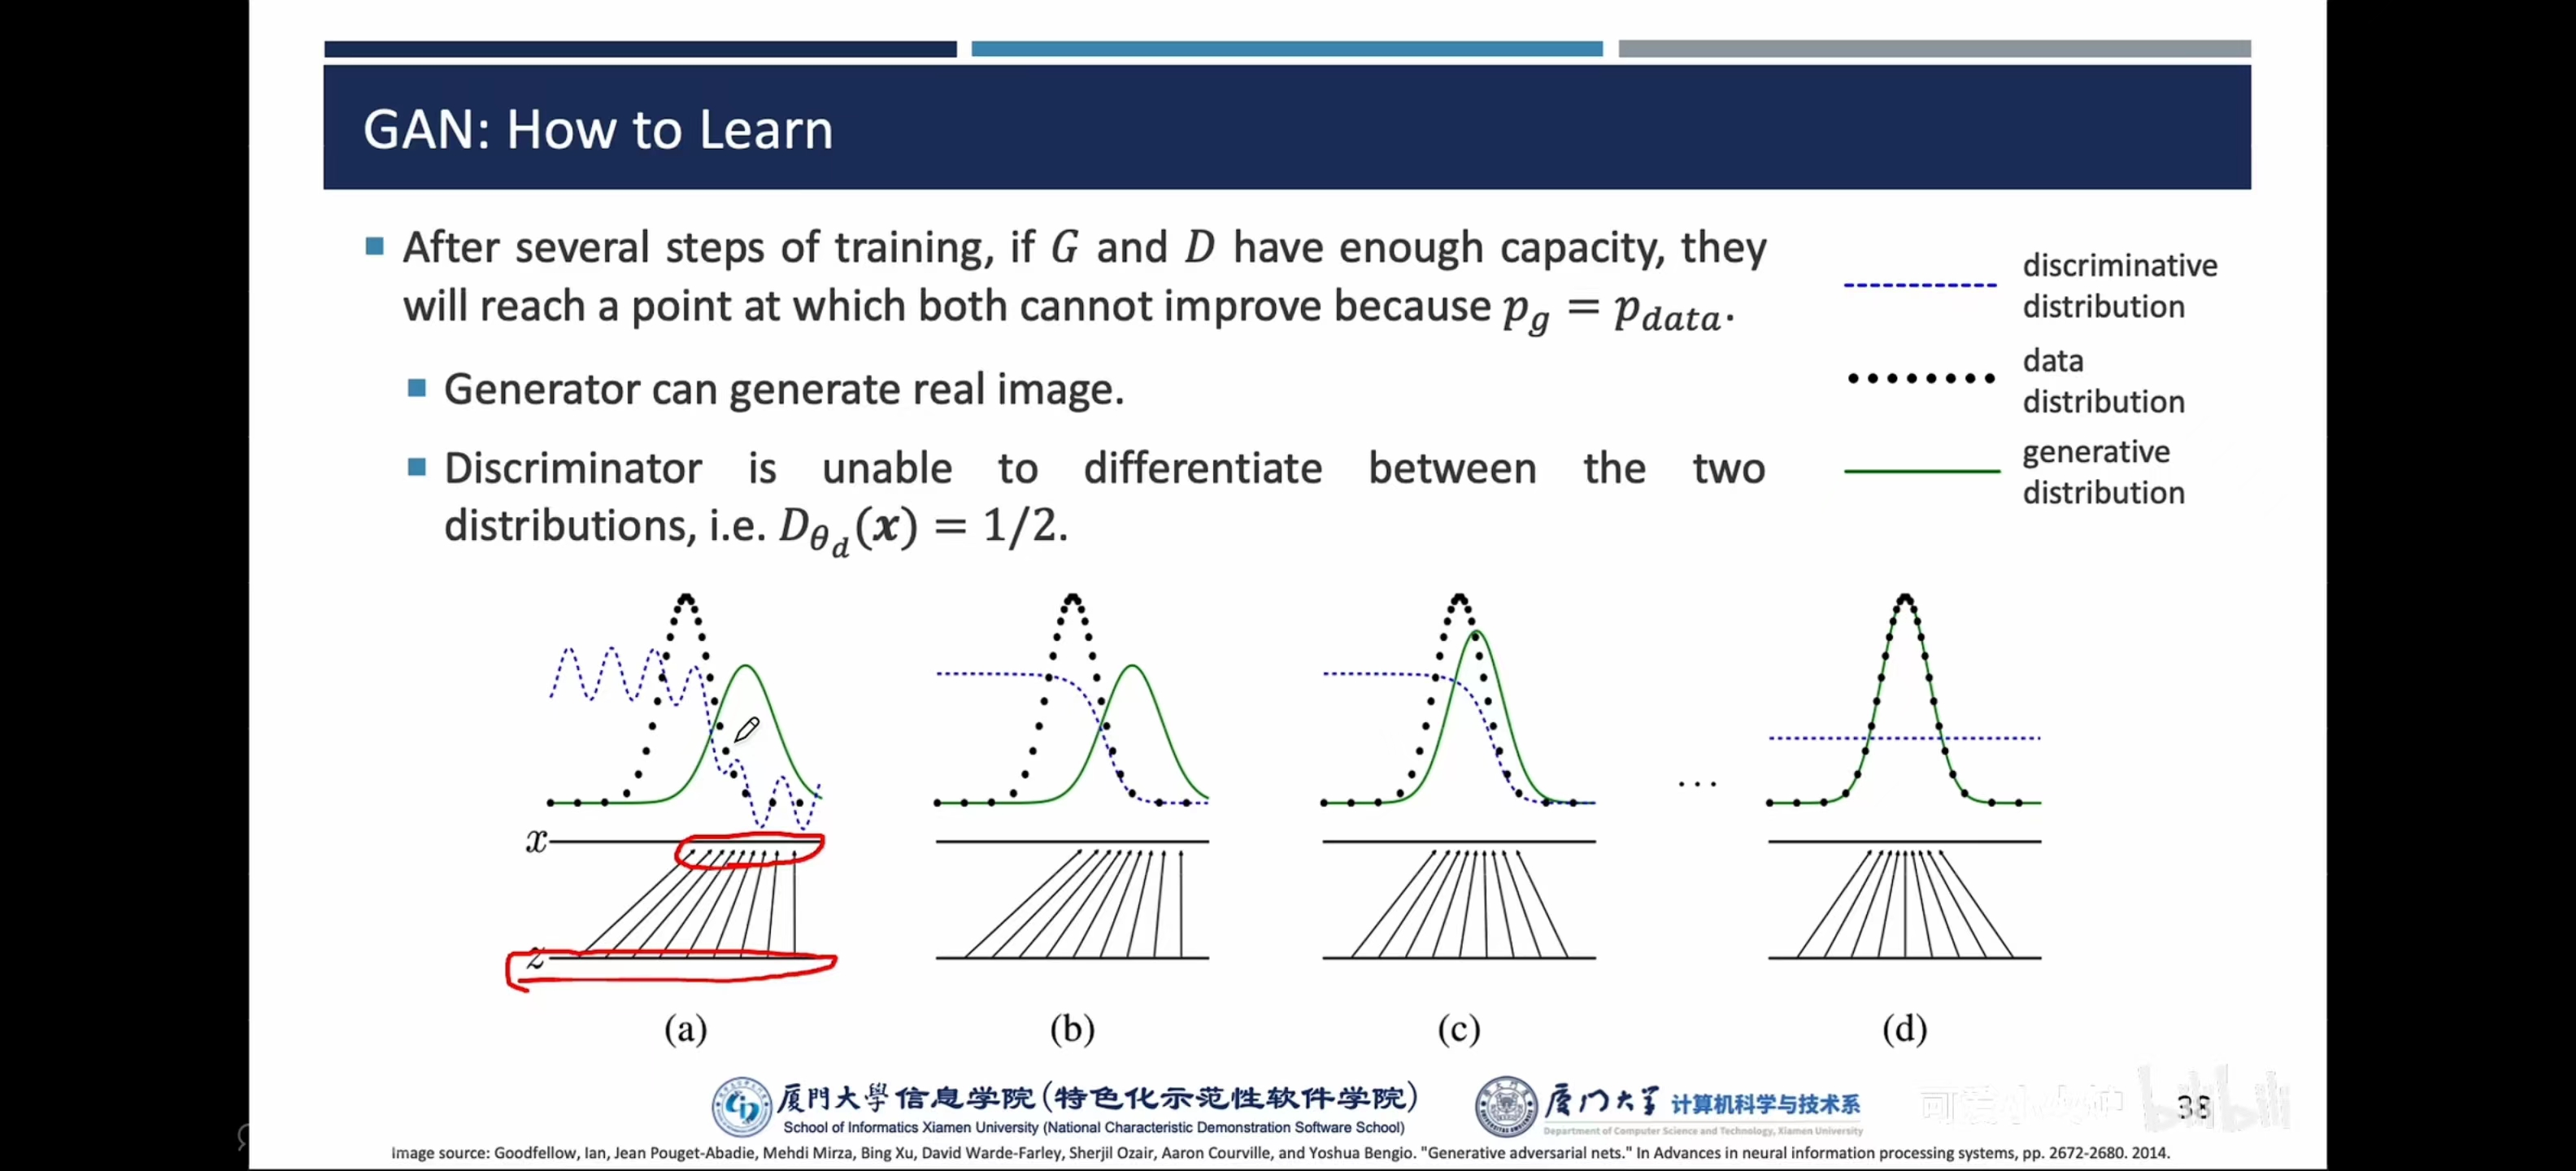 GAN: How to Learn
After several steps of training, if G and D have enough capacity, they
will reach a point at which both cannot improve because p_g = p_data.
Generator can generate real image.
Discriminator is unable to differentiate between the two
distributions, i.e. D_θ_d(x) = 1/2.
discriminative
distribution
data
distribution
generative
distribution
x
z
...
(a)
(b)
(c)
(d)
厦門大學信息学院(特色化示范性软件学院)
School of Informatics Xiamen University (National Characteristic Demonstration Software School)
厦门大学 计算机科学与技术系
Department of Computer Science and Technology, Xiamen University
bilibili
38
Image source: Goodfellow, Ian, Jean Pouget-Abadie, Mehdi Mirza, Bing Xu, David Warde-Farley, Sherjil Ozair, Aaron Courville, and Yoshua Bengio. "Generative adversarial nets." In Advances in neural information processing systems, pp. 2672-2680. 2014.